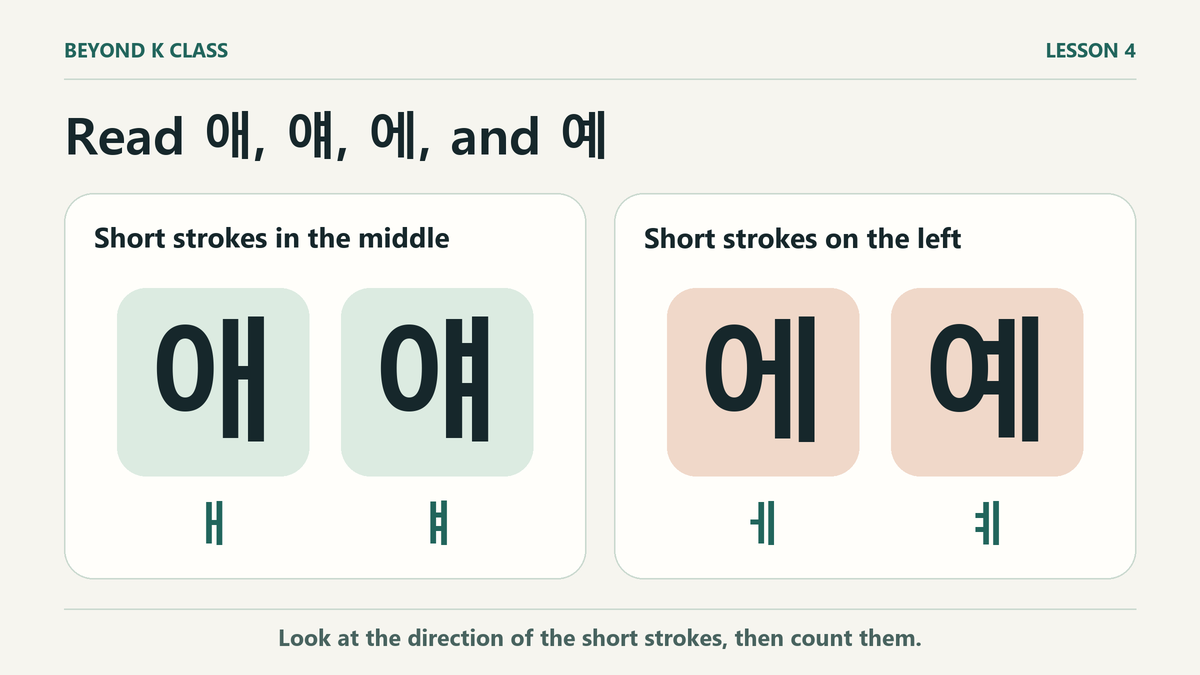 BEYOND K CLASS
LESSON 4
Read 애, 얘, 에, and 예
Short strokes in the middle
애 얘
ㅐ ㅒ
Short strokes on the left
에 예
ㅔ ㅖ
Look at the direction of the short strokes, then count them.